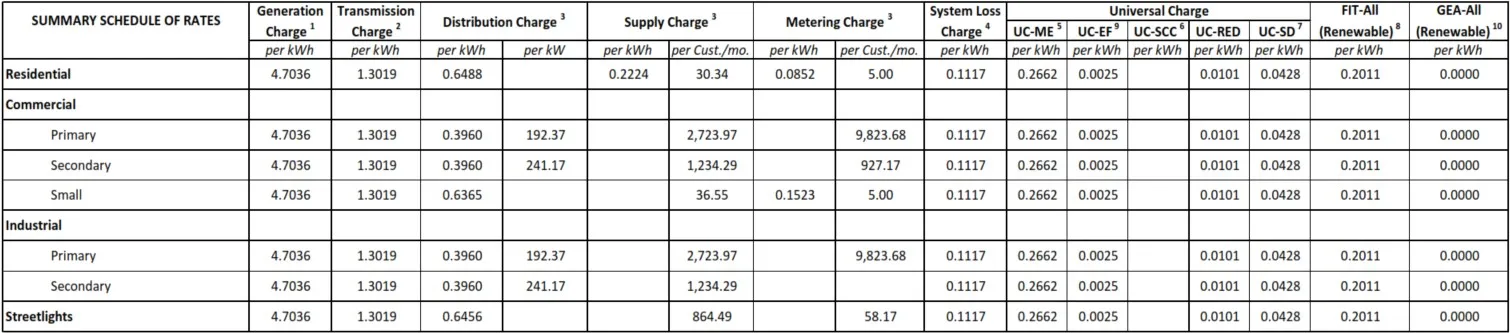 SUMMARY SCHEDULE OF RATES Generation Charge 1 Transmission Charge 2 Distribution Charge 3 Supply Charge 3 Metering Charge 3 System Loss Charge 4 Universal Charge FIT-All (Renewable) 8 GEA-All (Renewable) 10
UC-ME 5 UC-EF 9 UC-SCC 6 UC-RED UC-SD 7
per kWh per kWh per kWh per kW per kWh per Cust./mo. per kWh per Cust./mo. per kWh per kWh per kWh per kWh per kWh per kWh per kWh per kWh
Residential 4.7036 1.3019 0.6488 0.2224 30.34 0.0852 5.00 0.1117 0.2662 0.0025 0.0101 0.0428 0.2011 0.0000
Commercial
Primary 4.7036 1.3019 0.3960 192.37 2,723.97 9,823.68 0.1117 0.2662 0.0025 0.0101 0.0428 0.2011 0.0000
Secondary 4.7036 1.3019 0.3960 241.17 1,234.29 927.17 0.1117 0.2662 0.0025 0.0101 0.0428 0.2011 0.0000
Small 4.7036 1.3019 0.6365 36.55 0.1523 5.00 0.1117 0.2662 0.0025 0.0101 0.0428 0.2011 0.0000
Industrial
Primary 4.7036 1.3019 0.3960 192.37 2,723.97 9,823.68 0.1117 0.2662 0.0025 0.0101 0.0428 0.2011 0.0000
Secondary 4.7036 1.3019 0.3960 241.17 1,234.29 0.1117 0.2662 0.0025 0.0101 0.0428 0.2011 0.0000
Streetlights 4.7036 1.3019 0.6456 864.49 58.17 0.1117 0.2662 0.0025 0.0101 0.0428 0.2011 0.0000